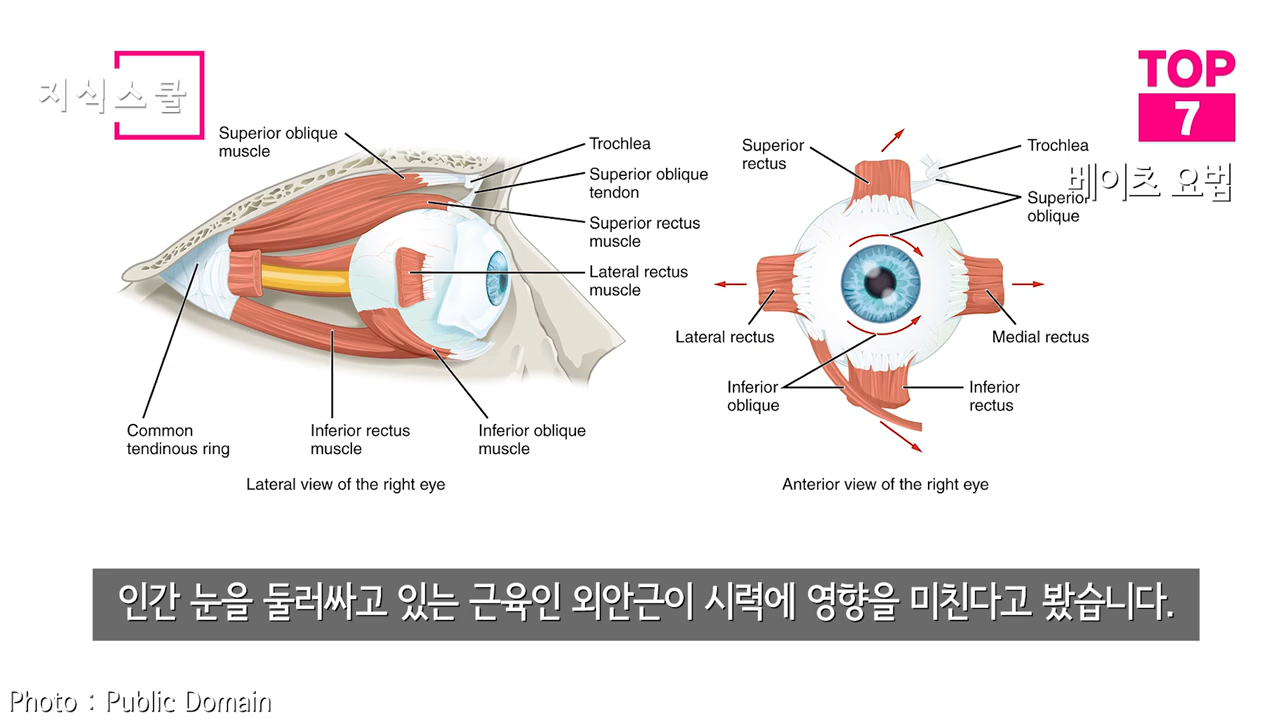 지식스쿨
TOP
7
베이츠 요법
Superior oblique
muscle
Trochlea
Superior oblique
tendon
Superior rectus
muscle
Lateral rectus
muscle
Common
tendinous ring
Inferior rectus
muscle
Inferior oblique
muscle
Lateral view of the right eye
Superior
rectus
Trochlea
Superior
oblique
Lateral rectus
Medial rectus
Inferior
oblique
Inferior
rectus
Anterior view of the right eye
인간 눈을 둘러싸고 있는 근육인 외안근이 시력에 영향을 미친다고 봤습니다.
Photo : Public Domain